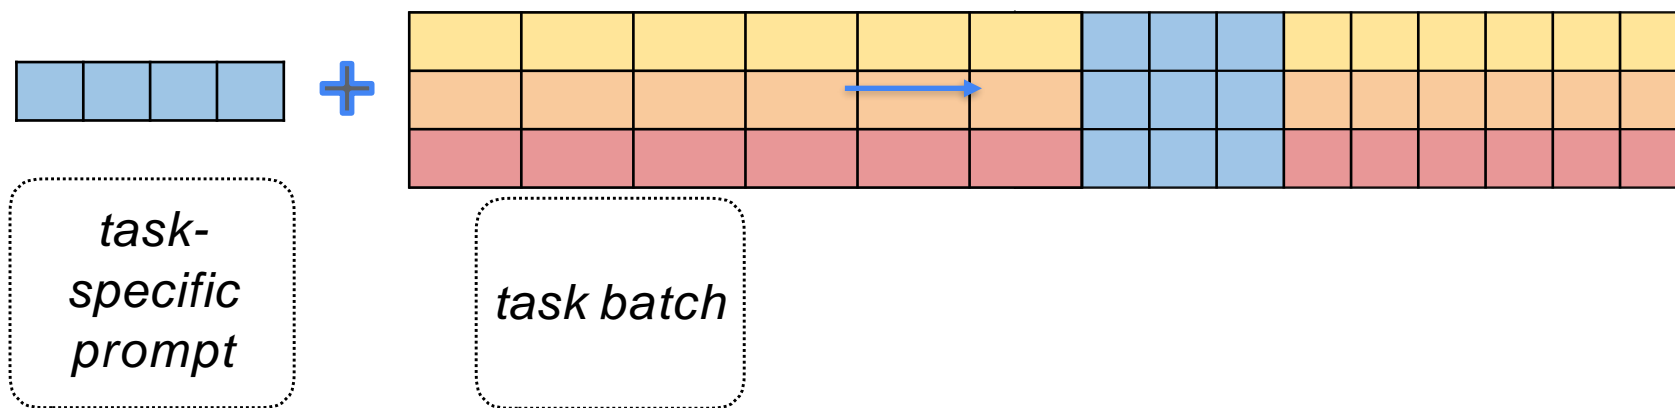 task-
specific
prompt
task batch